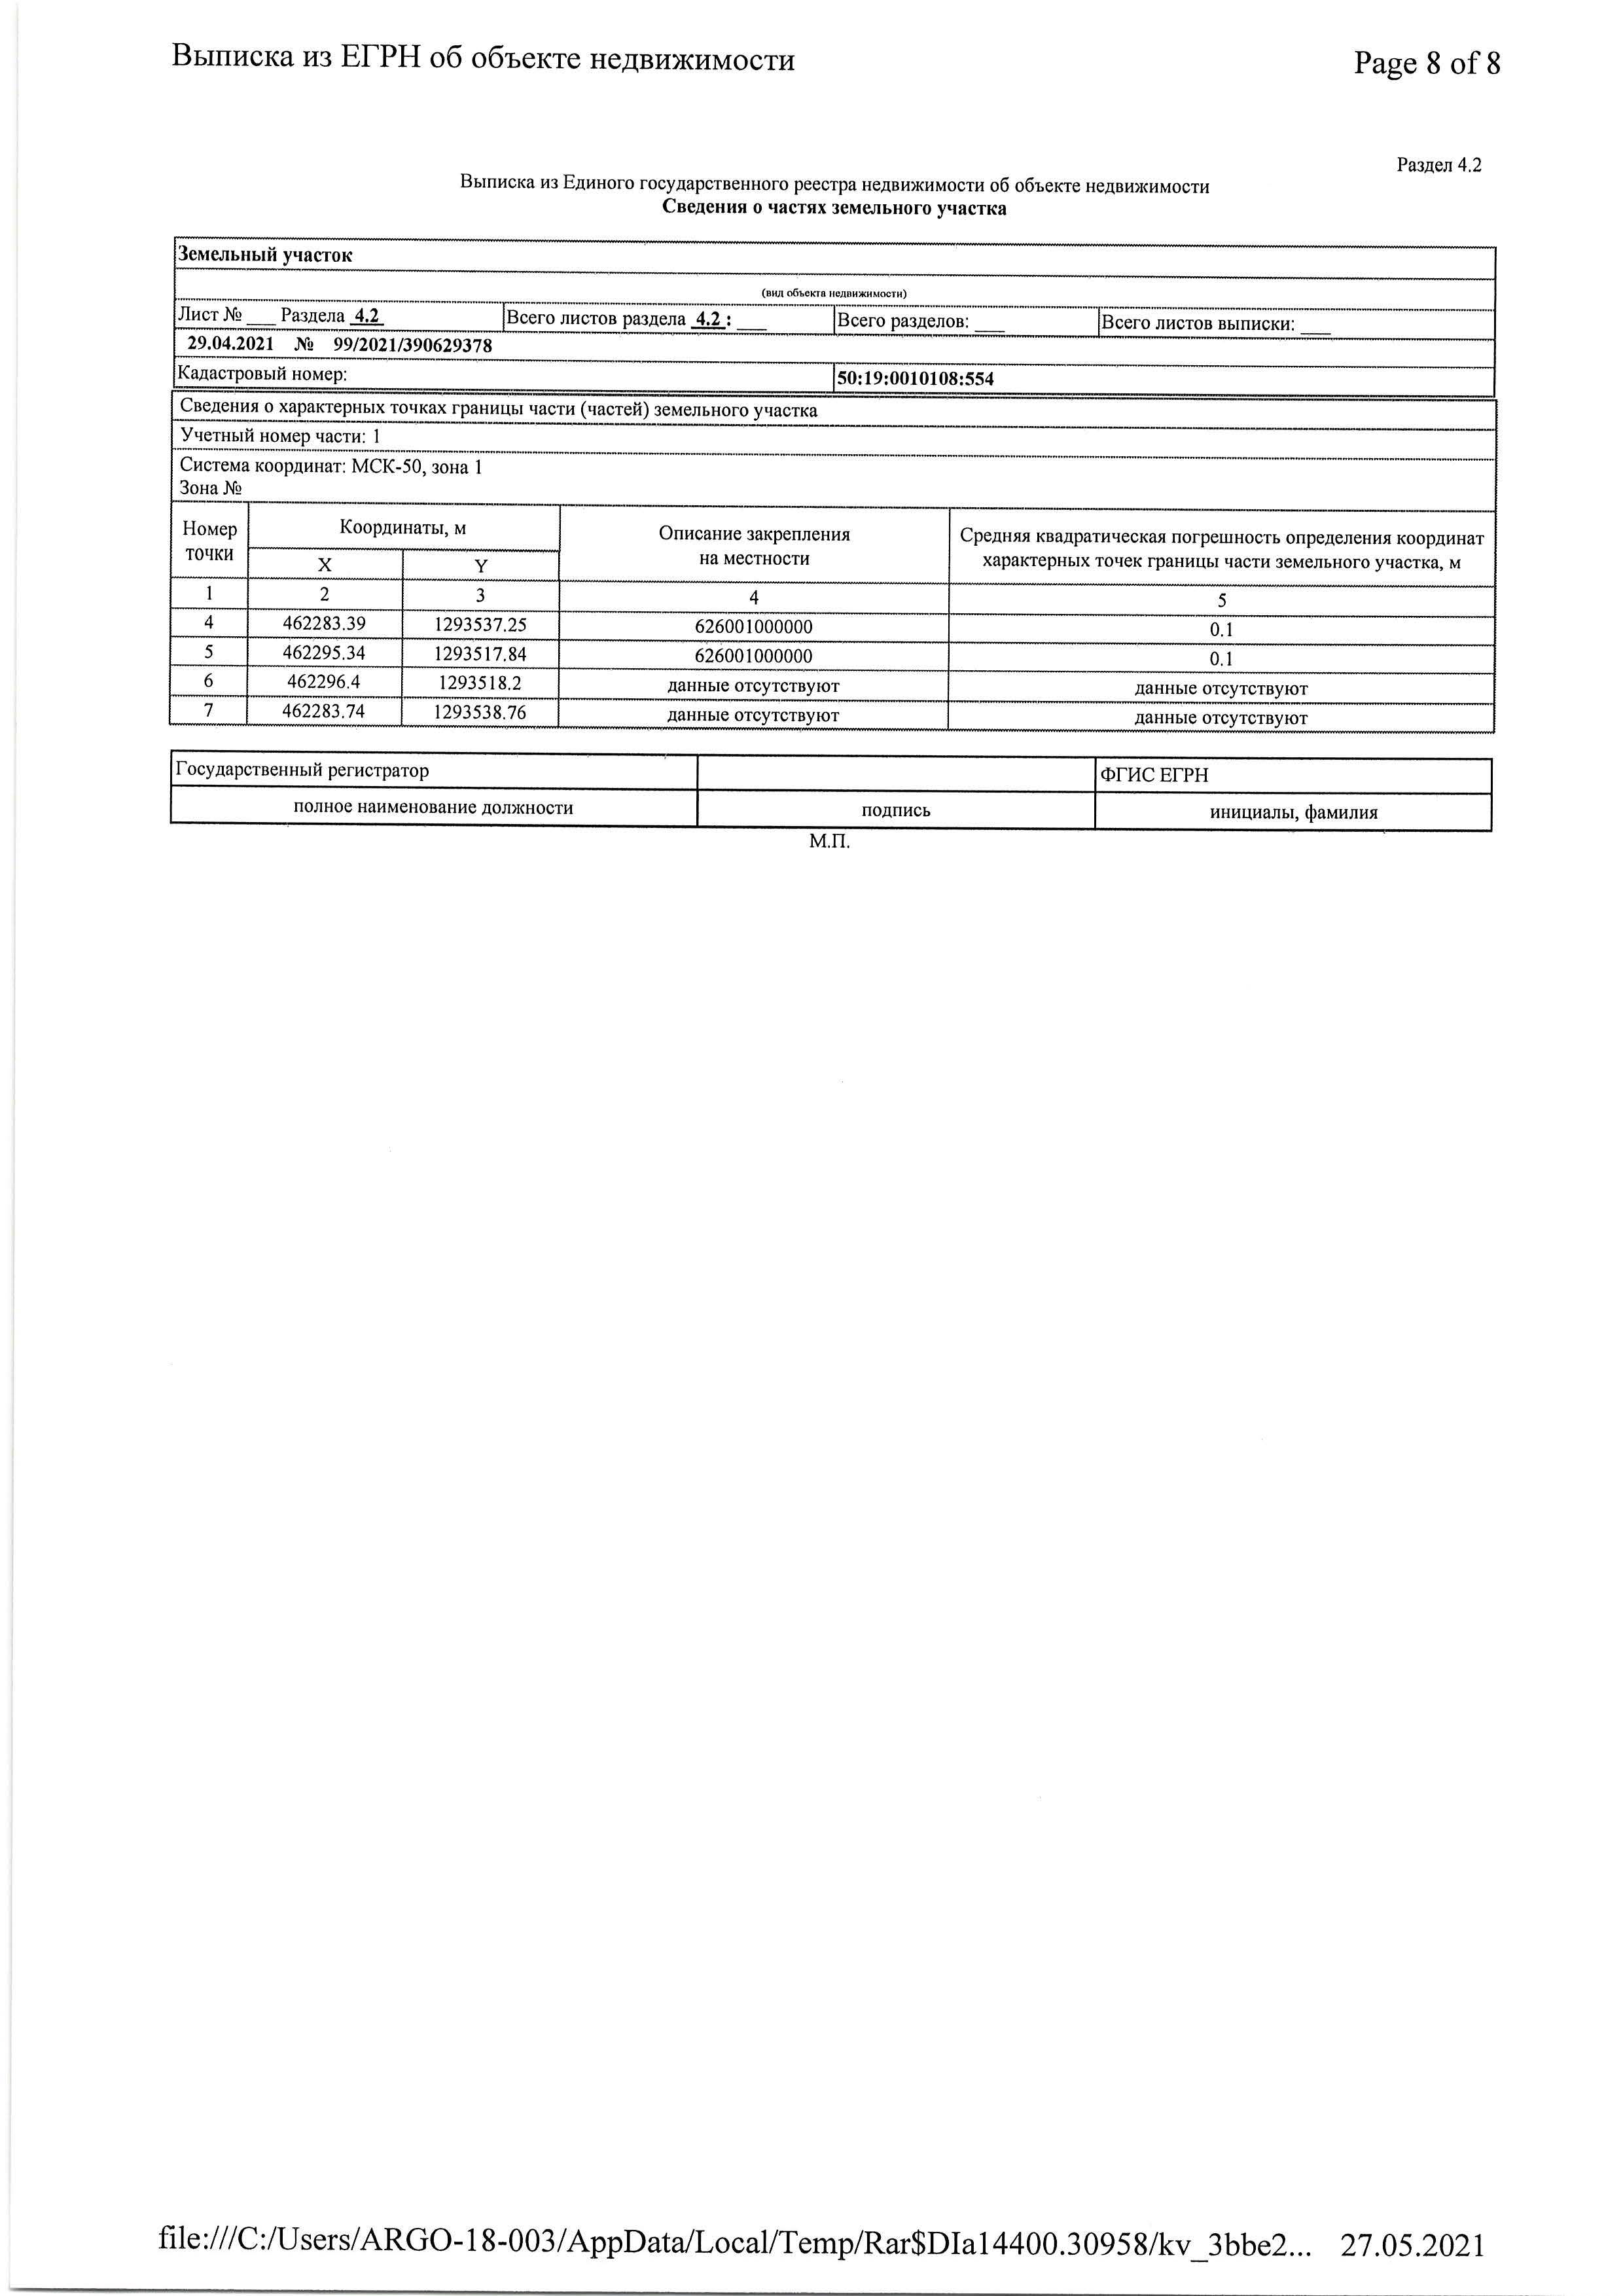 Выписка из ЕГРН об объекте недвижимости Page 8 of 8
Раздел 4.2
Выписка из Единого государственного реестра недвижимости об объекте недвижимости
Сведения о частях земельного участка
Земельный участок
(вид объекта недвижимости)
Лист № ___ Раздела 4.2 Всего листов раздела 4.2 : ___ Всего разделов: ___ Всего листов выписки: ___
29.04.2021 № 99/2021/390629378
Кадастровый номер: 50:19:0010108:554
Сведения о характерных точках границы части (частей) земельного участка
Учетный номер части: 1
Система координат: МСК-50, зона 1
Зона №
Номер точки Координаты, м Описание закрепления на местности Средняя квадратическая погрешность определения координат характерных точек границы части земельного участка, м
X Y
1 2 3 4 5
4 462283.39 1293537.25 626001000000 0.1
5 462295.34 1293517.84 626001000000 0.1
6 462296.4 1293518.2 данные отсутствуют данные отсутствуют
7 462283.74 1293538.76 данные отсутствуют данные отсутствуют
Государственный регистратор ФГИС ЕГРН
полное наименование должности подпись инициалы, фамилия
М.П.
file:///C:/Users/ARGO-18-003/AppData/Local/Temp/Rar$DIa14400.30958/kv_3bbe2... 27.05.2021